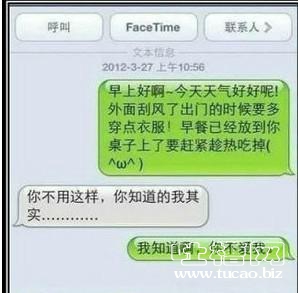 呼叫
FaceTime
联系人
文本信息
2012-3-27 上午10:56
早上好啊~今天天气好好呢!
外面刮风了出门的时候要多
穿点衣服！早餐已经放到你
桌子上了要赶紧趁热吃掉(
^ω^ )
你不用这样，你知道的我其
实…………
我知道啊，你不爱我，
www.tucao.biz